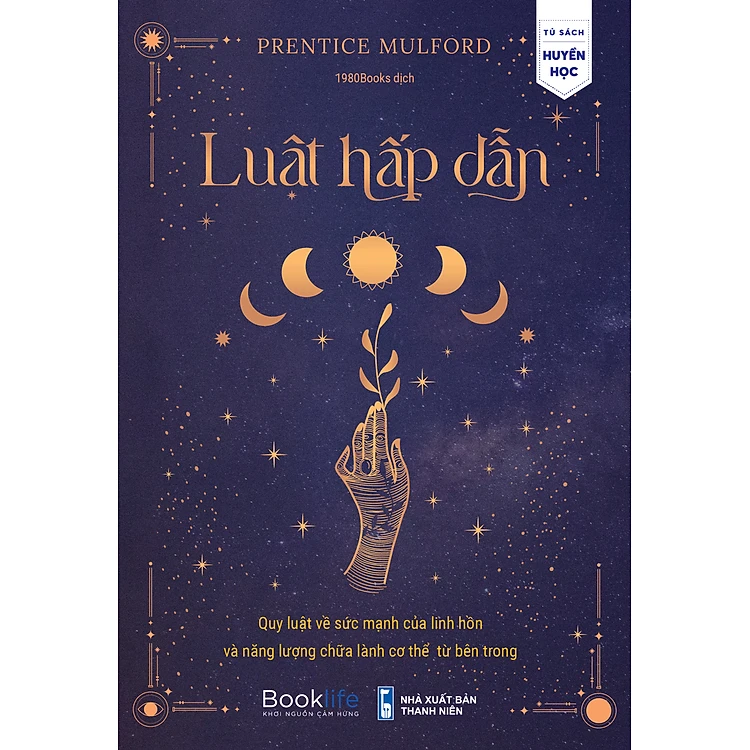 PRENTICE MULFORD
TỦ SÁCH
HUYỀN
HỌC
1980Books dịch
Luật hấp dẫn
Quy luật về sức mạnh của linh hồn
và năng lượng chữa lành cơ thể từ bên trong
Booklife
KHƠI NGUỒN CẢM HỨNG
NHÀ XUẤT BẢN
THANH NIÊN